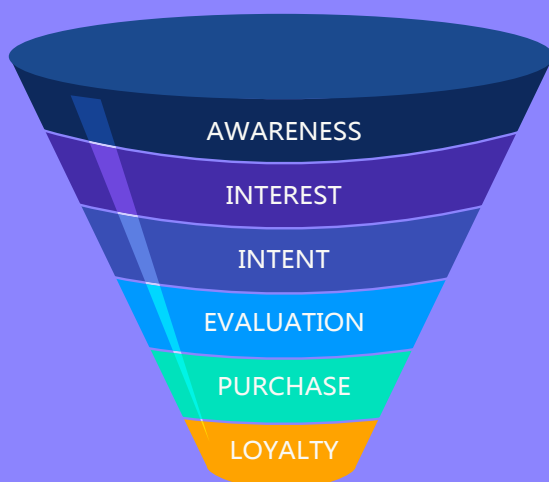 AWARENESS
INTEREST
INTENT
EVALUATION
PURCHASE
LOYALTY